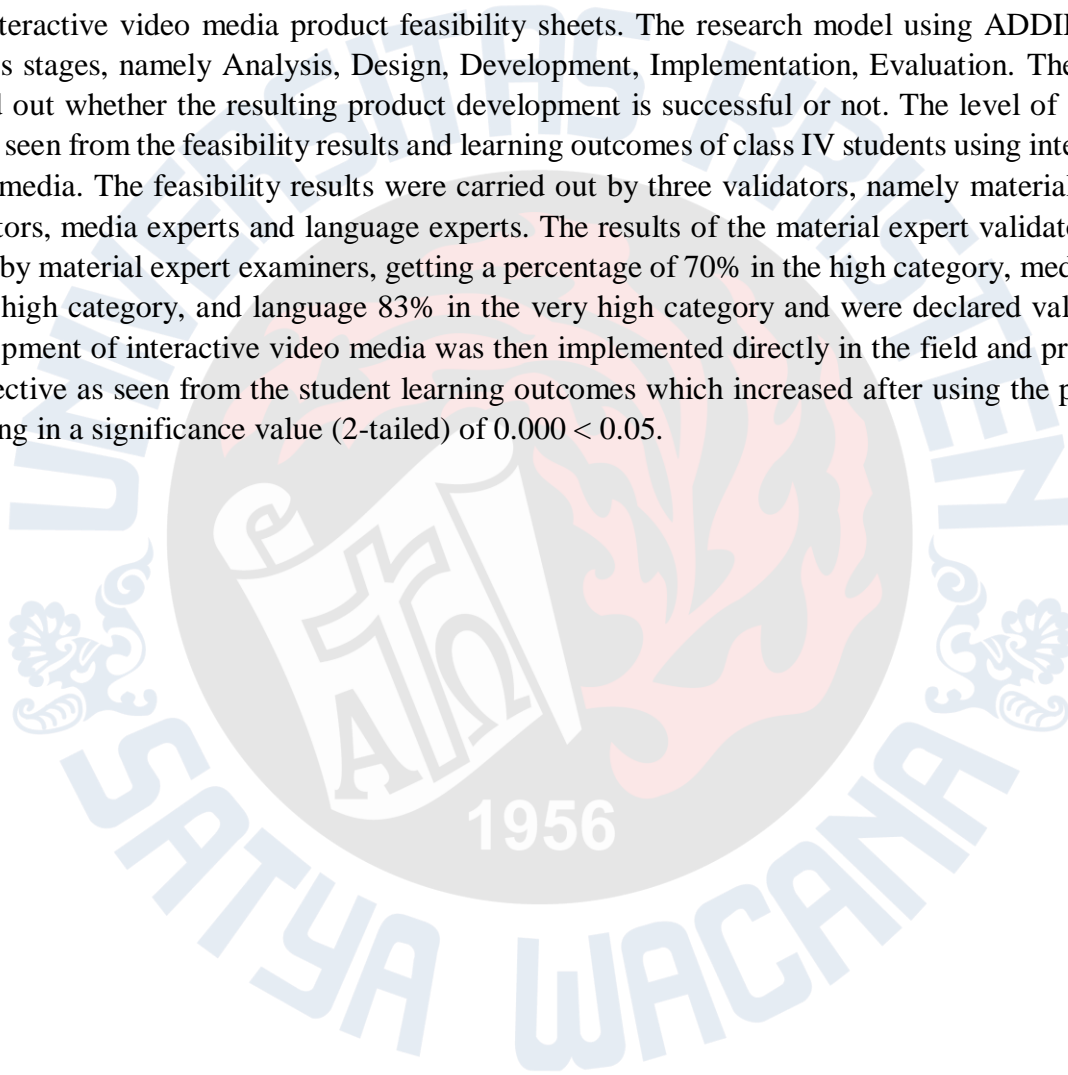 teractive video media product feasibility sheets. The research model using ADDI
s stages, namely Analysis, Design, Development, Implementation, Evaluation. The
out whether the resulting product development is successful or not. The level of
seen from the feasibility results and learning outcomes of class IV students using inte
media. The feasibility results were carried out by three validators, namely material
tors, media experts and language experts. The results of the material expert validato
by material expert examiners, getting a percentage of 70% in the high category, med
high category, and language 83% in the very high category and were declared val
pment of interactive video media was then implemented directly in the field and pr
ective as seen from the student learning outcomes which increased after using the p
ng in a significance value (2-tailed) of 0.000 < 0.05.
UNIVERSITAS KRISTEN
1956
SATYA WACANA